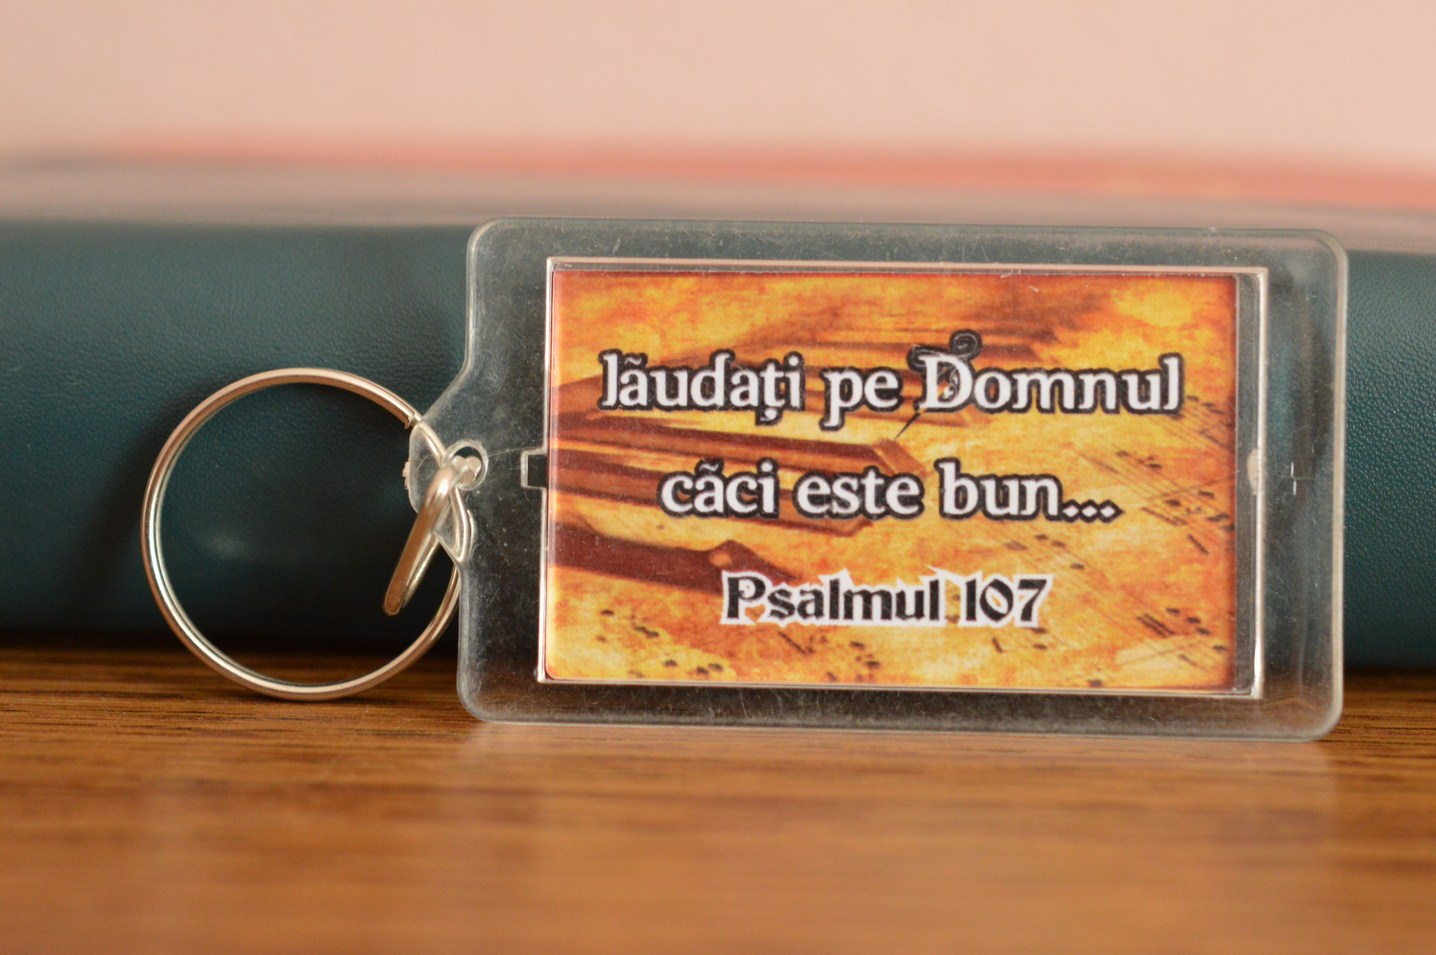 lãudați pe Domnul
cãci este bun...
Psalmul 107